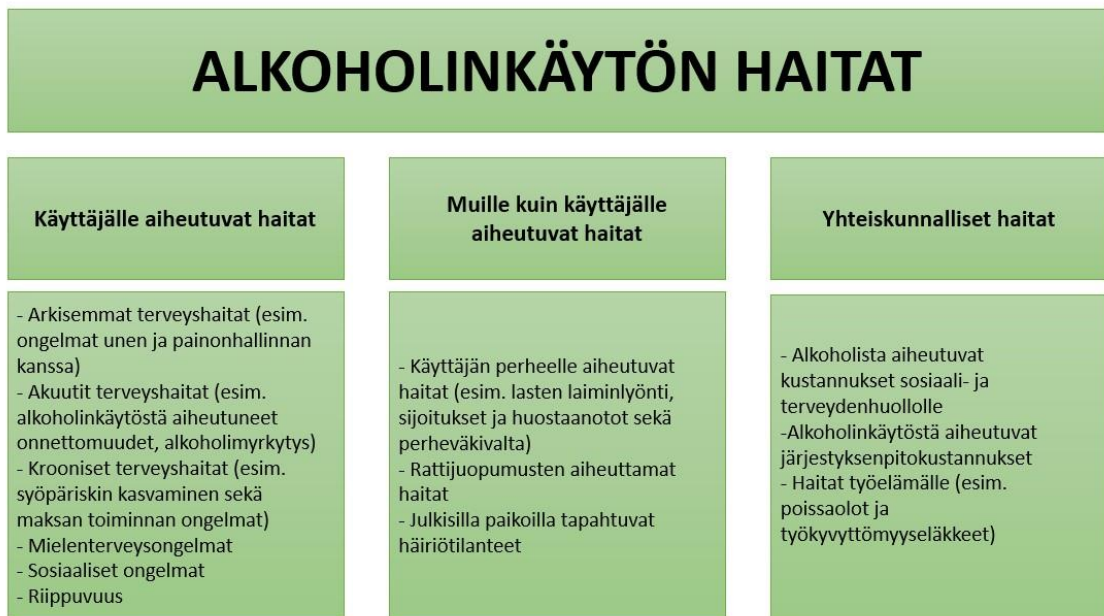 ALKOHOLINKÄYTÖN HAITAT
Käyttäjälle aiheutuvat haitat
- Arkisemmat terveyshaitat (esim.
ongelmat unen ja painonhallinnan
kanssa)
- Akuutit terveyshaitat (esim.
alkoholinkäytöstä aiheutuneet
onnettomuudet, alkoholimyrkytys)
- Krooniset terveyshaitat (esim.
syöpäriskin kasvaminen sekä
maksan toiminnan ongelmat)
- Mielenterveysongelmat
- Sosiaaliset ongelmat
- Riippuvuus
Muille kuin käyttäjälle
aiheutuvat haitat
- Käyttäjän perheelle aiheutuvat
haitat (esim. lasten laiminlyönti,
sijoitukset ja huostaanotot sekä
perheväkivalta)
- Rattijuopumusten aiheuttamat
haitat
- Julkisilla paikoilla tapahtuvat
häiriötilanteet
Yhteiskunnalliset haitat
- Alkoholista aiheutuvat
kustannukset sosiaali- ja
terveydenhuollolle
-Alkoholinkäytöstä aiheutuvat
järjestyksenpitokustannukset
- Haitat työelämälle (esim.
poissaolot ja
työkyvyttömyyseläkkeet)